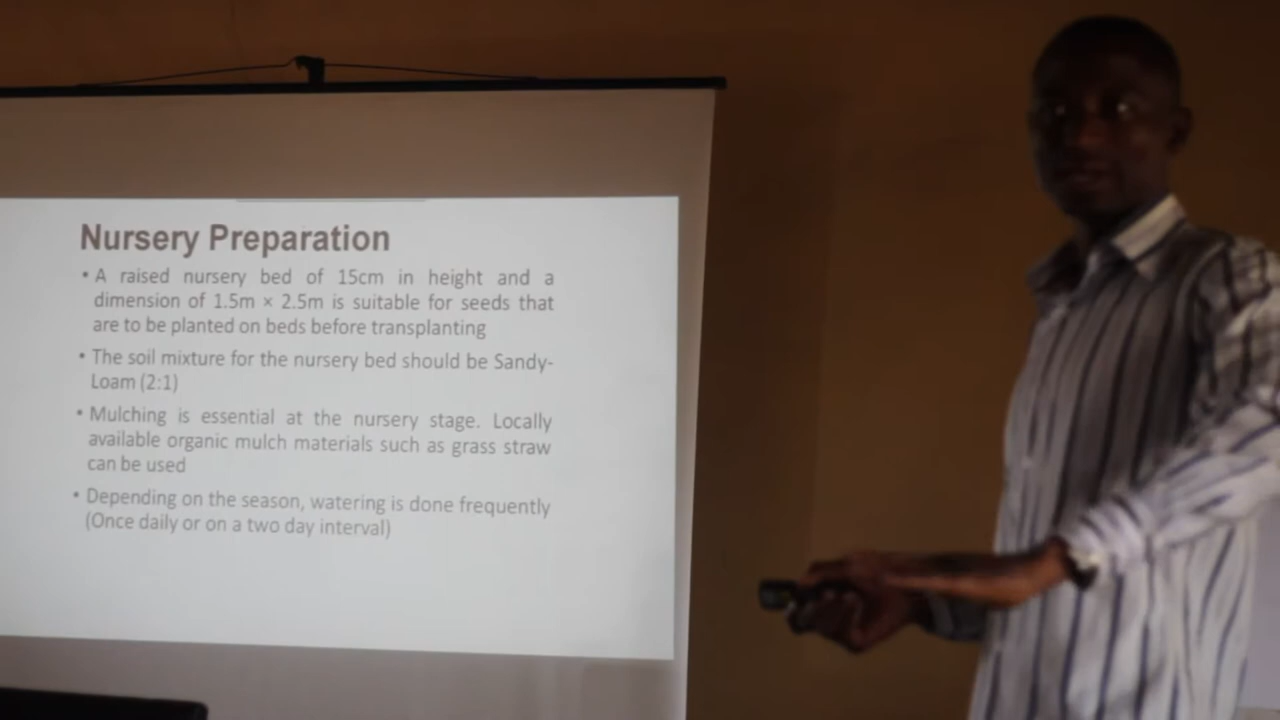 Nursery Preparation
• A raised nursery bed of 15cm in height and a
dimension of 1.5m × 2.5m is suitable for seeds that
are to be planted on beds before transplanting
• The soil mixture for the nursery bed should be Sandy-
Loam (2:1)
• Mulching is essential at the nursery stage. Locally
available organic mulch materials such as grass straw
can be used
• Depending on the season, watering is done frequently
(Once daily or on a two day interval)